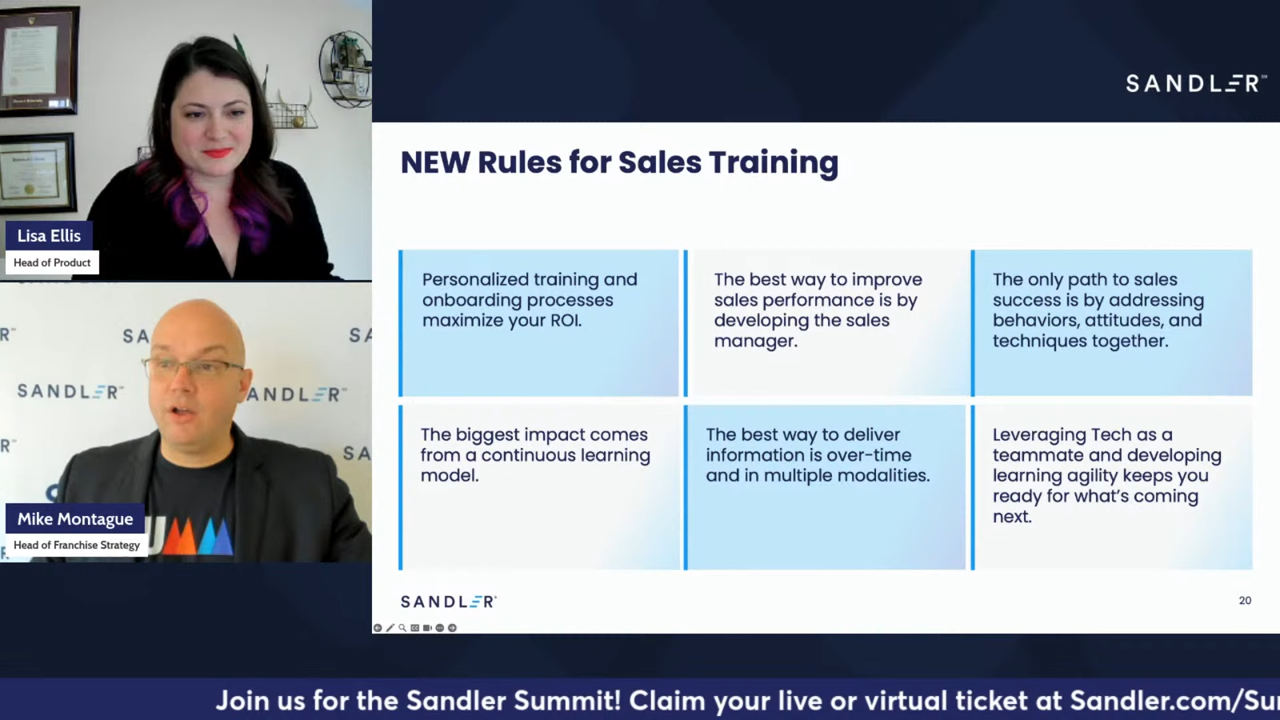 Lisa Ellis
Head of Product
SANDLER
SANDLER
Mike Montague
Head of Franchise Strategy
SANDLER™
NEW Rules for Sales Training
Personalized training and
onboarding processes
maximize your ROI.
The best way to improve
sales performance is by
developing the sales
manager.
The only path to sales
success is by addressing
behaviors, attitudes, and
techniques together.
The biggest impact comes
from a continuous learning
model.
The best way to deliver
information is over-time
and in multiple modalities.
Leveraging Tech as a
teammate and developing
learning agility keeps you
ready for what's coming
next.
SANDLER
20
Join us for the Sandler Summit! Claim your live or virtual ticket at Sandler.com/Su